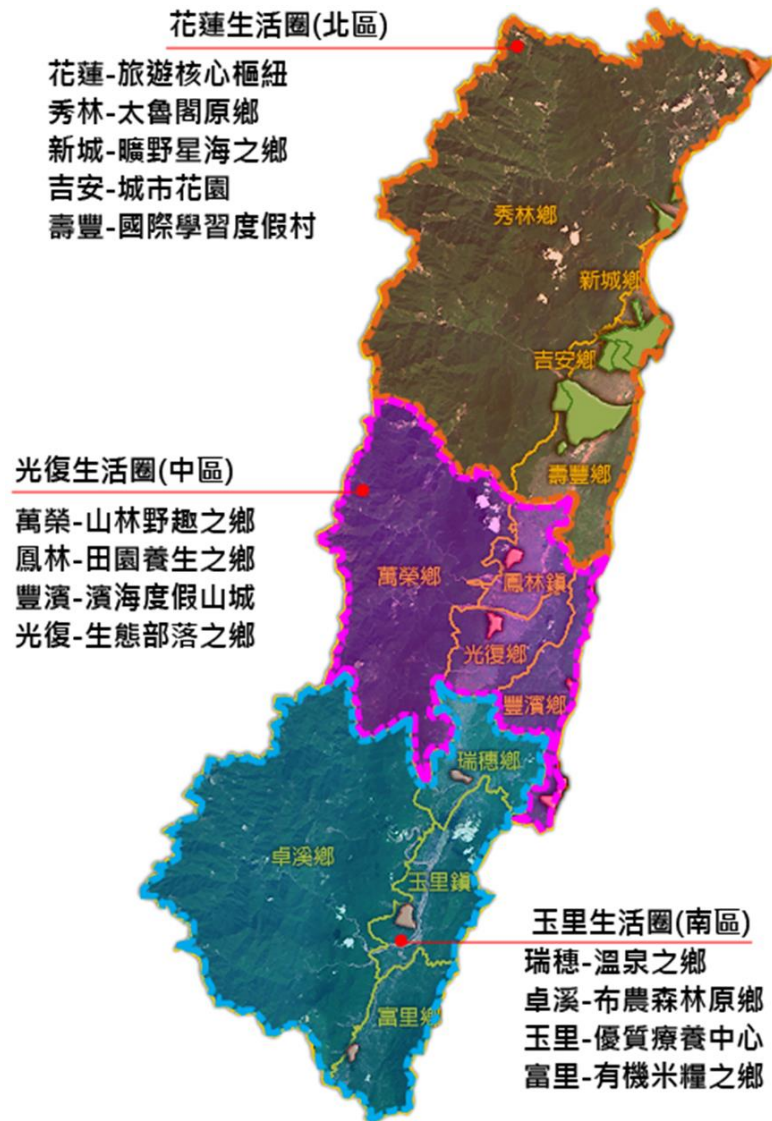 花蓮生活圈(北區)
花蓮-旅遊核心樞紐
秀林-太魯閣原鄉
新城-曠野星海之鄉
吉安-城市花園
壽豐-國際學習度假村
秀林鄉
新城鄉
吉安鄉
壽豐鄉
光復生活圈(中區)
萬榮-山林野趣之鄉
鳳林-田園養生之鄉
豐濱-濱海度假山城
光復-生態部落之鄉
萬榮鄉
鳳林鎮
光復鄉
豐濱鄉
瑞穗鄉
卓溪鄉
玉里鎮
富里鄉
玉里生活圈(南區)
瑞穗-溫泉之鄉
卓溪-布農森林原鄉
玉里-優質療養中心
富里-有機米糧之鄉